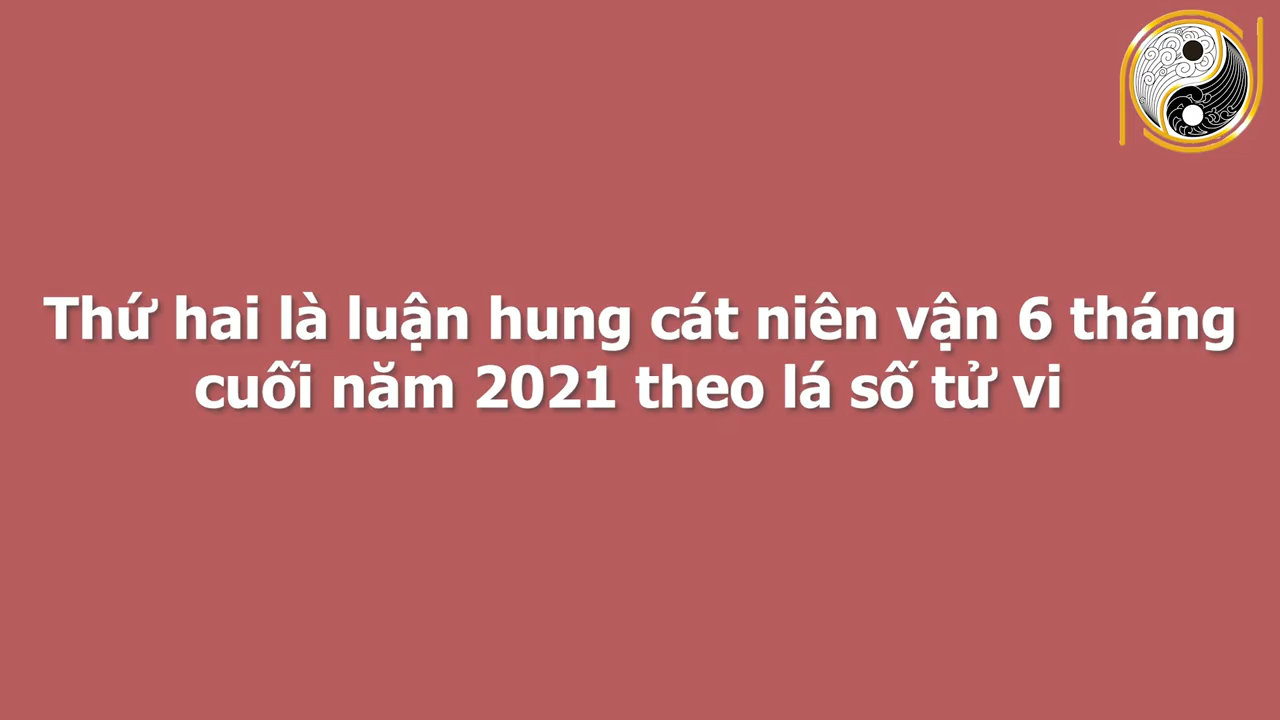 Thứ hai là luận hung cát niên vận 6 tháng
cuối năm 2021 theo lá số tử vi